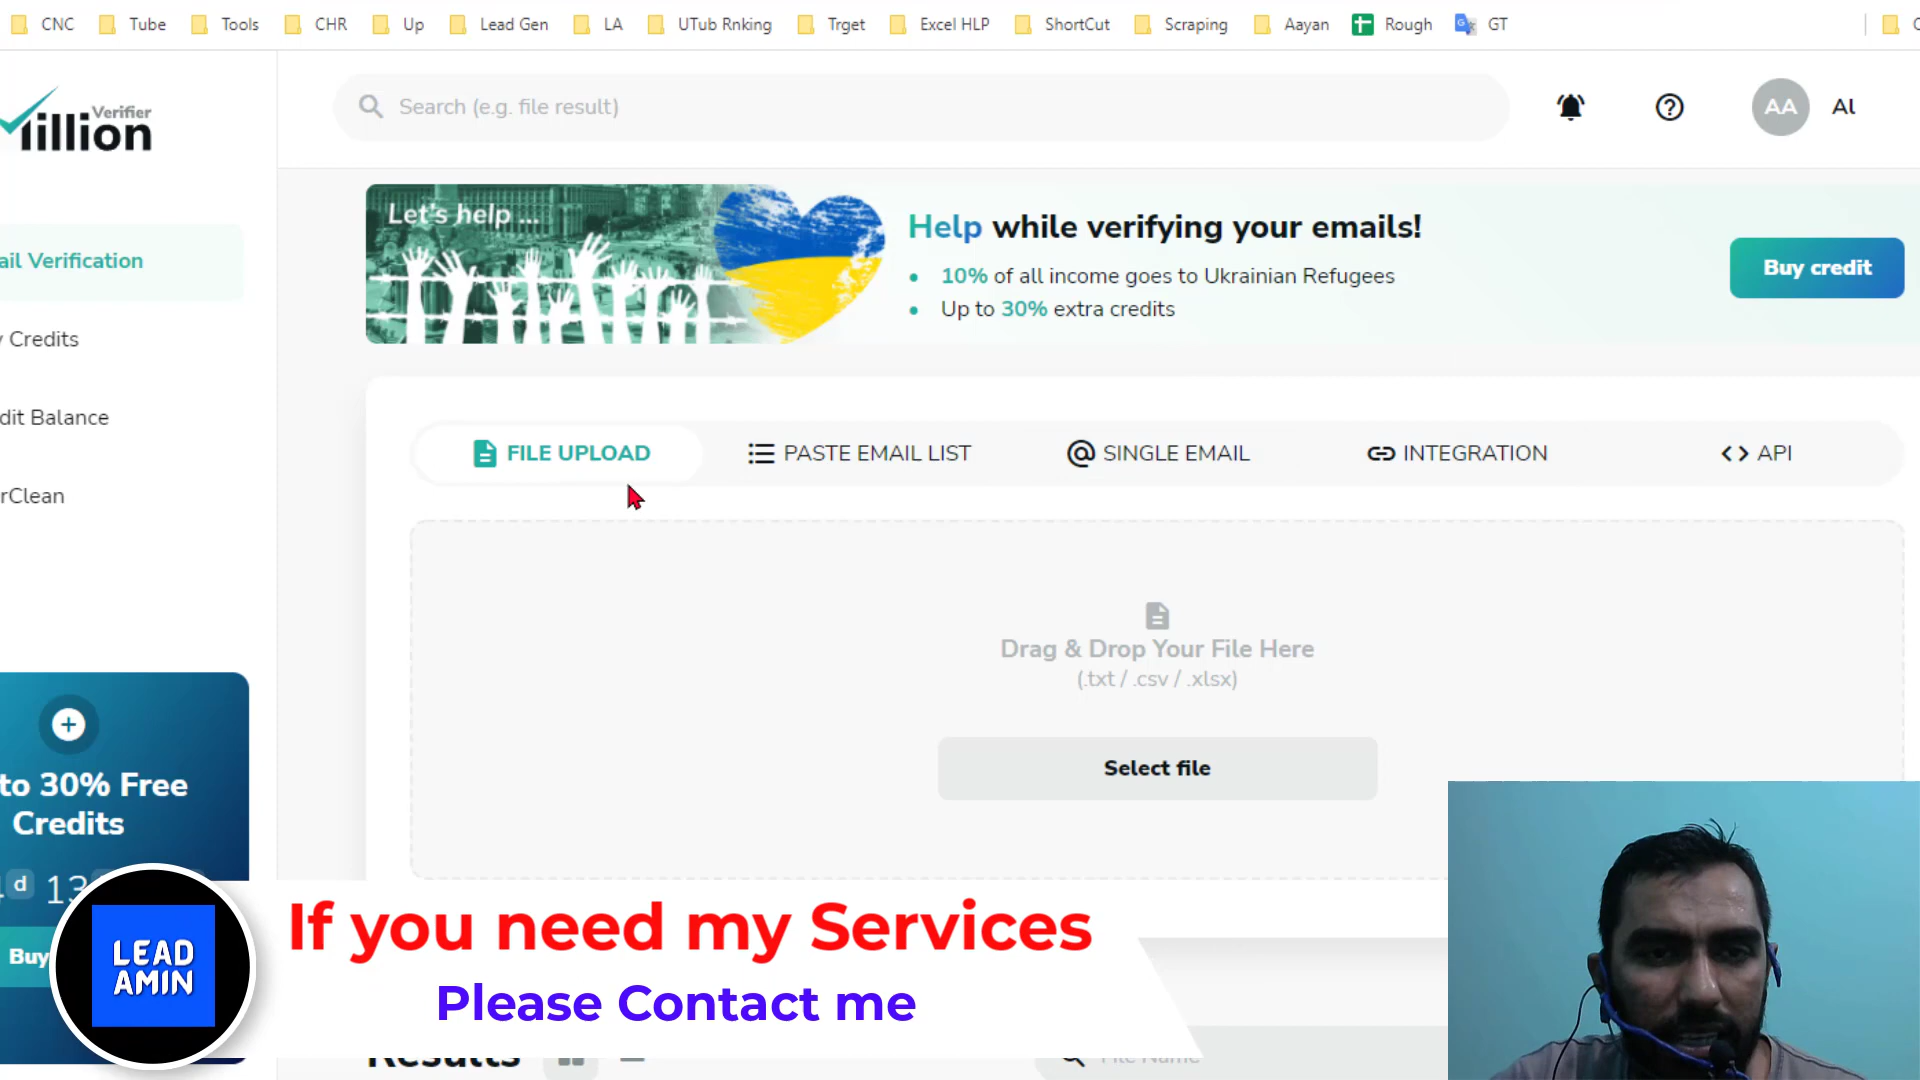 CNC Tube Tools CHR Up Lead Gen LA UTub Rnking Trget Excel HLP ShortCut Scraping Aayan Rough GT
Verifier
illion
Search (e.g. file result)
AA Al
Let's help ...
Help while verifying your emails!
10% of all income goes to Ukrainian Refugees
Up to 30% extra credits
Buy credit
ail Verification
y Credits
dit Balance
rClean
FILE UPLOAD PASTE EMAIL LIST SINGLE EMAIL INTEGRATION API
Drag & Drop Your File Here
(.txt / .csv / .xlsx)
Select file
to 30% Free
Credits
d 13
Buy
LEAD
AMIN
If you need my Services
Please Contact me
Results
File Name